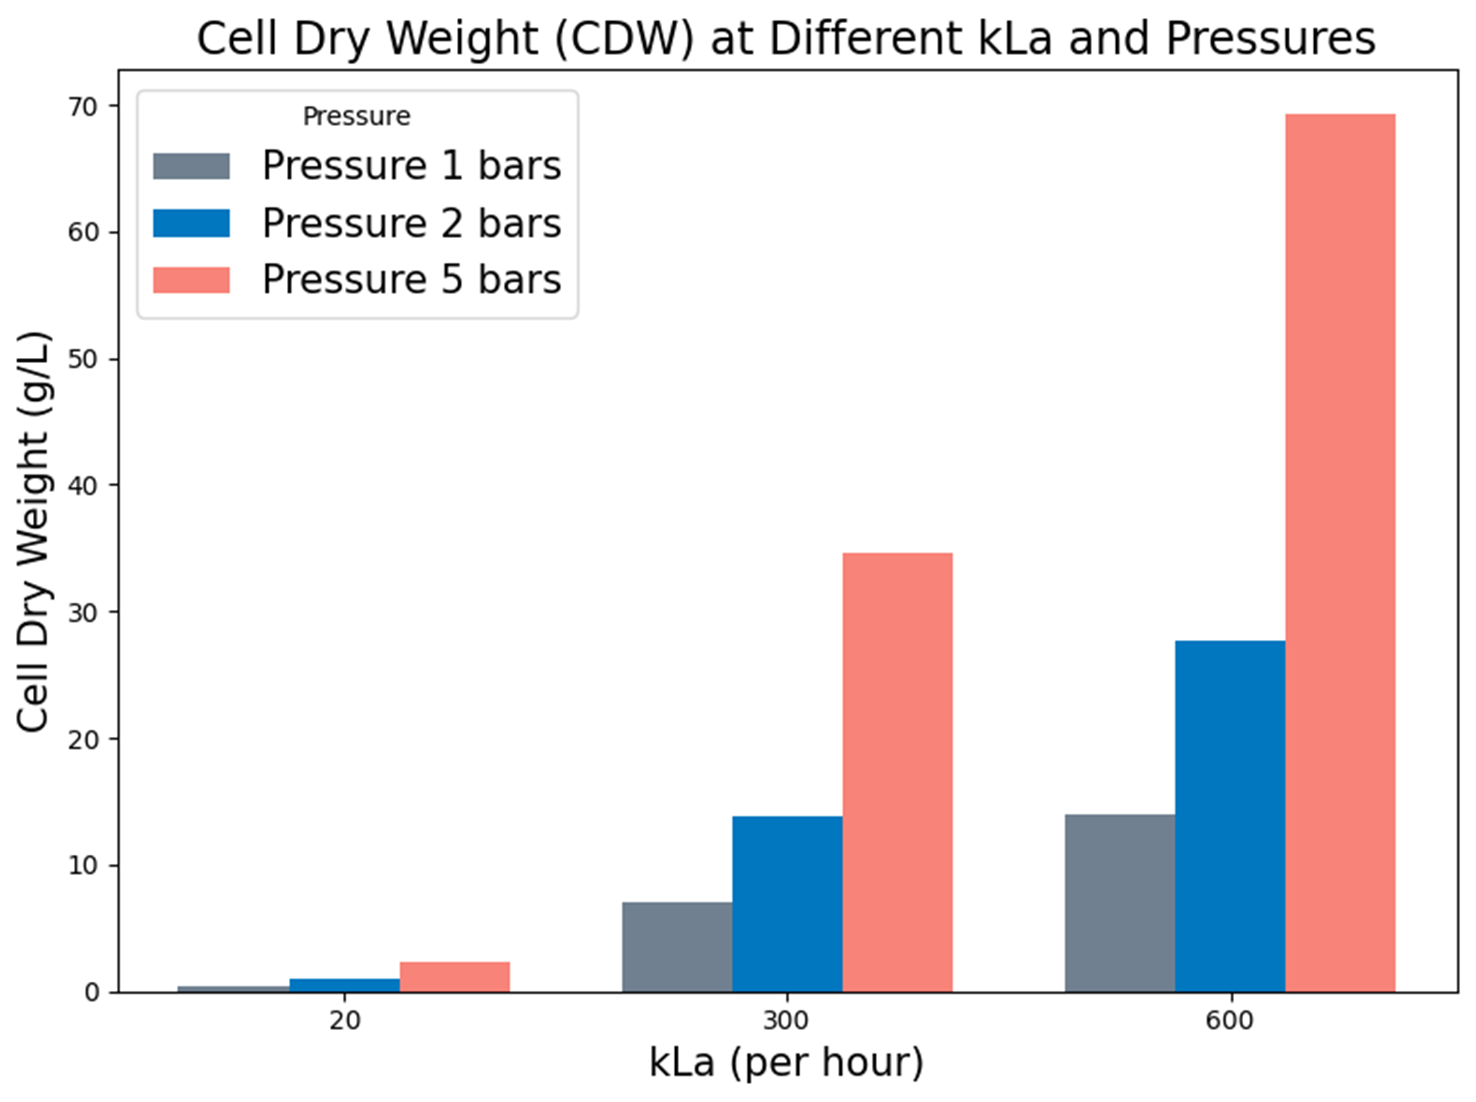 Cell Dry Weight (CDW) at Different kLa and Pressures
Pressure
Pressure 1 bars
Pressure 2 bars
Pressure 5 bars
Cell Dry Weight (g/L)
70
60
50
40
30
20
10
0
20 300 600
kLa (per hour)